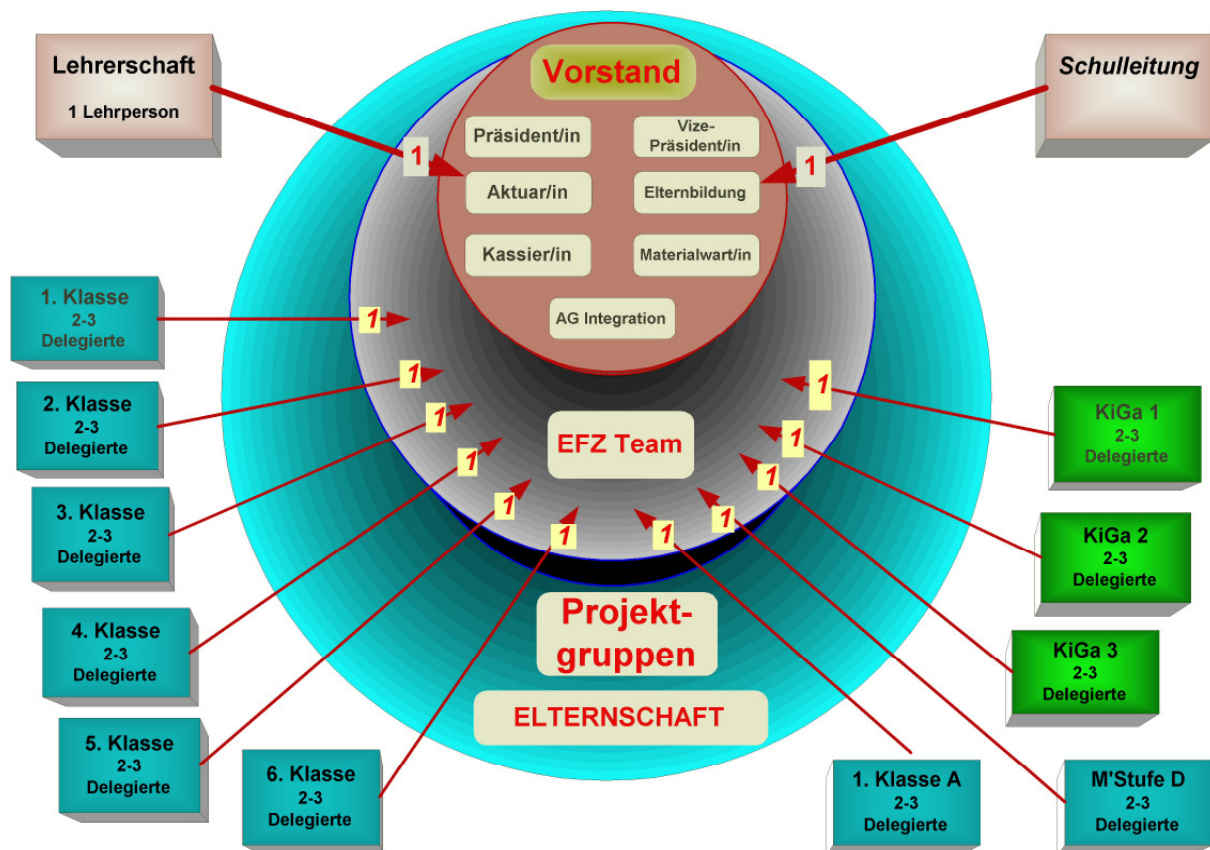 Lehrerschaft
1 Lehrperson
Vorstand
Schulleitung
Präsident/in
Vize-
Präsident/in
1
1
Aktuar/in
Elternbildung
Kassier/in
Materialwart/in
AG Integration
1. Klasse
2-3
Delegierte
1
2. Klasse
2-3
Delegierte
1
3. Klasse
2-3
Delegierte
1
4. Klasse
2-3
Delegierte
1
5. Klasse
2-3
Delegierte
1
6. Klasse
2-3
Delegierte
1
EFZ Team
1
KiGa 1
2-3
Delegierte
1
KiGa 2
2-3
Delegierte
1
KiGa 3
2-3
Delegierte
1
M'Stufe D
2-3
Delegierte
1
1. Klasse A
2-3
Delegierte
Projekt-
gruppen
ELTERNSCHAFT